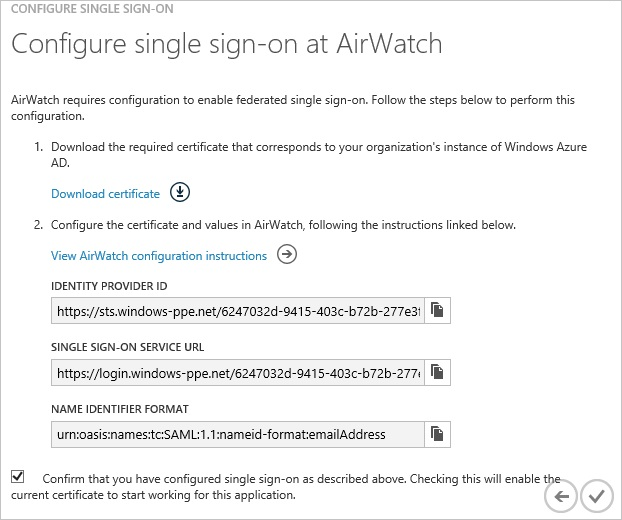 CONFIGURE SINGLE SIGN-ON
Configure single sign-on at AirWatch
AirWatch requires configuration to enable federated single sign-on. Follow the steps below to perform this
configuration.
1. Download the required certificate that corresponds to your organization's instance of Windows Azure
AD.
Download certificate
2. Configure the certificate and values in AirWatch, following the instructions linked below.
View AirWatch configuration instructions
IDENTITY PROVIDER ID
https://sts.windows-ppe.net/6247032d-9415-403c-b72b-277e3
SINGLE SIGN-ON SERVICE URL
https://login.windows-ppe.net/6247032d-9415-403c-b72b-277
NAME IDENTIFIER FORMAT
urn:oasis:names:tc:SAML:1.1:nameid-format:emailAddress
Confirm that you have configured single sign-on as described above. Checking this will enable the
current certificate to start working for this application.